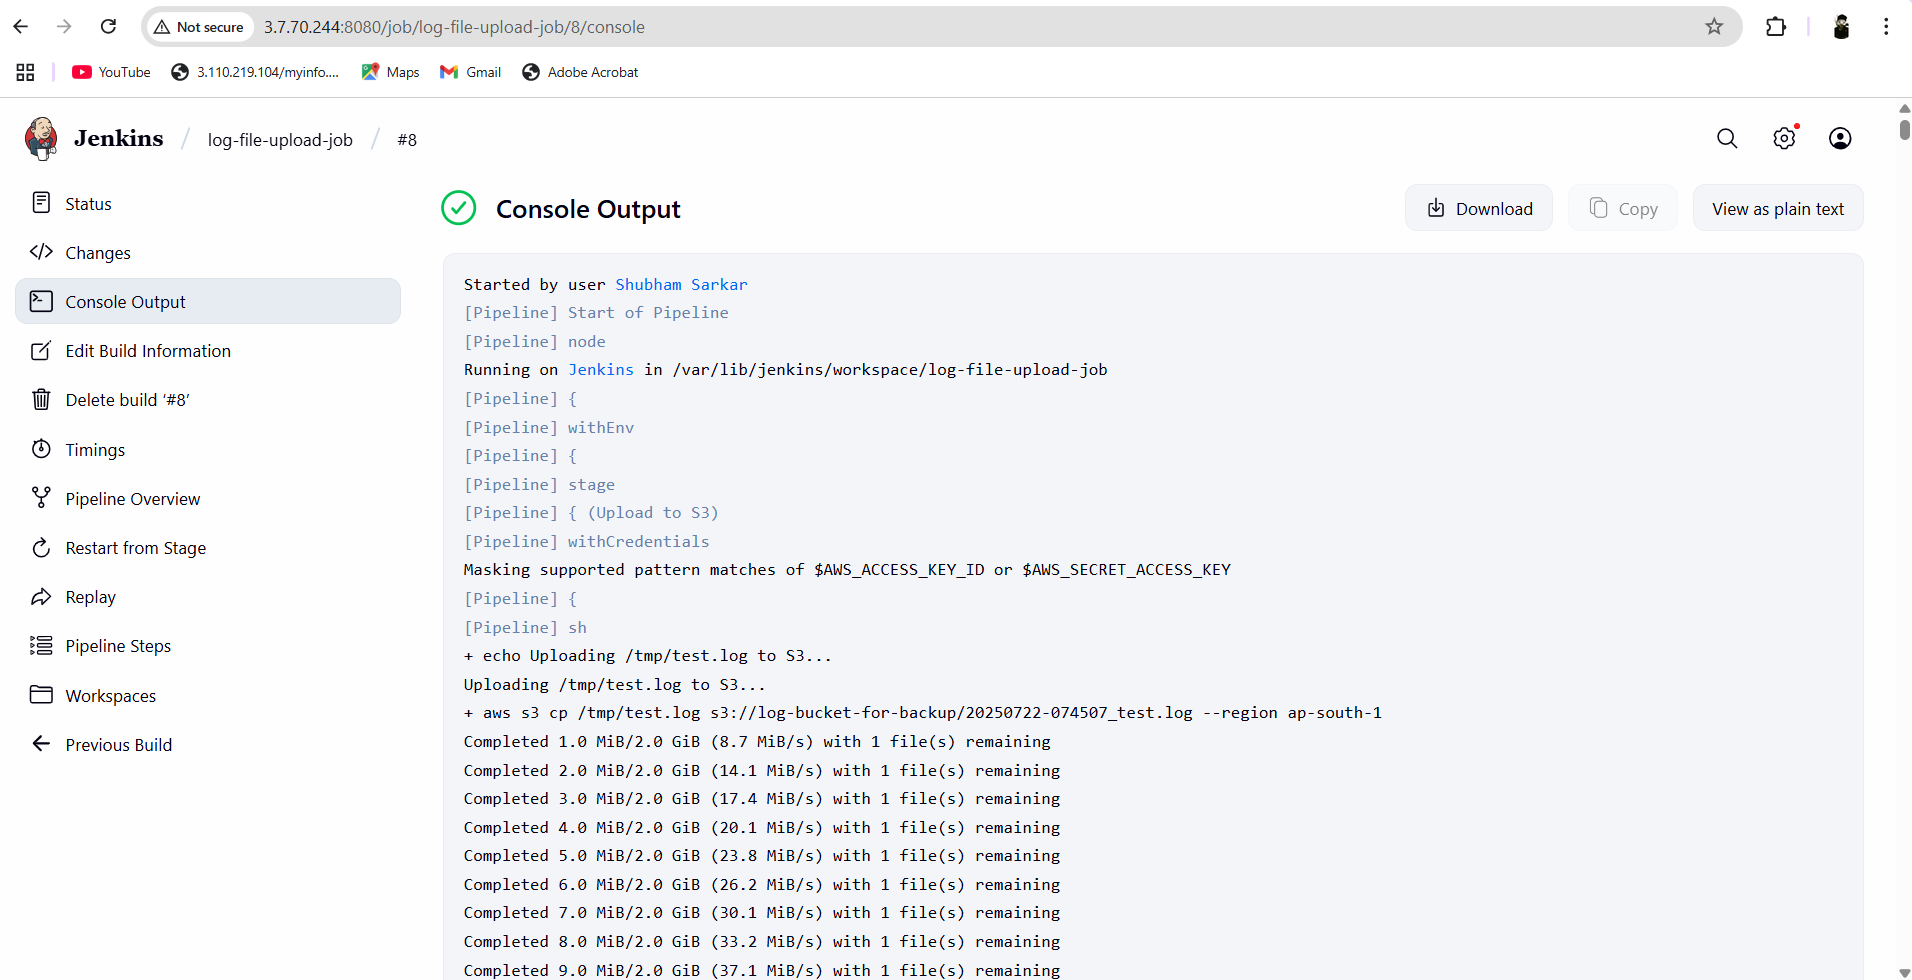 Not secure 3.7.70.244:8080/job/log-file-upload-job/8/console
YouTube 3.110.219.104/myinfo.... Maps Gmail Adobe Acrobat
Jenkins / log-file-upload-job / #8
Status
Changes
Console Output
Edit Build Information
Delete build ‘#8’
Timings
Pipeline Overview
Restart from Stage
Replay
Pipeline Steps
Workspaces
Previous Build
Console Output
Download
Copy
View as plain text
Started by user Shubham Sarkar
[Pipeline] Start of Pipeline
[Pipeline] node
Running on Jenkins in /var/lib/jenkins/workspace/log-file-upload-job
[Pipeline] {
[Pipeline] withEnv
[Pipeline] {
[Pipeline] stage
[Pipeline] { (Upload to S3)
[Pipeline] withCredentials
Masking supported pattern matches of $AWS_ACCESS_KEY_ID or $AWS_SECRET_ACCESS_KEY
[Pipeline] {
[Pipeline] sh
+ echo Uploading /tmp/test.log to S3...
Uploading /tmp/test.log to S3...
+ aws s3 cp /tmp/test.log s3://log-bucket-for-backup/20250722-074507_test.log --region ap-south-1
Completed 1.0 MiB/2.0 GiB (8.7 MiB/s) with 1 file(s) remaining
Completed 2.0 MiB/2.0 GiB (14.1 MiB/s) with 1 file(s) remaining
Completed 3.0 MiB/2.0 GiB (17.4 MiB/s) with 1 file(s) remaining
Completed 4.0 MiB/2.0 GiB (20.1 MiB/s) with 1 file(s) remaining
Completed 5.0 MiB/2.0 GiB (23.8 MiB/s) with 1 file(s) remaining
Completed 6.0 MiB/2.0 GiB (26.2 MiB/s) with 1 file(s) remaining
Completed 7.0 MiB/2.0 GiB (30.1 MiB/s) with 1 file(s) remaining
Completed 8.0 MiB/2.0 GiB (33.2 MiB/s) with 1 file(s) remaining
Completed 9.0 MiB/2.0 GiB (37.1 MiB/s) with 1 file(s) remaining